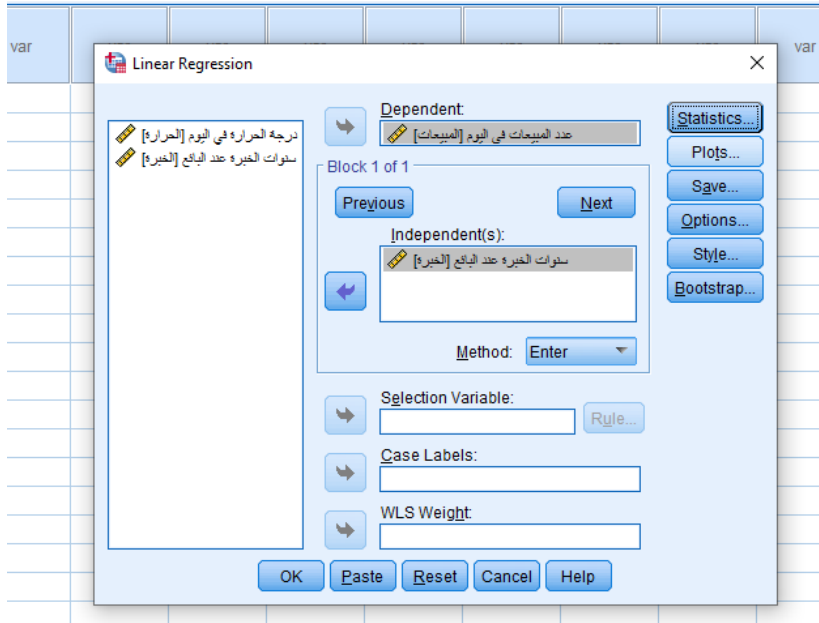 var
var
Linear Regression
درجة الحرارة في اليوم [الحرارة]
سنوات الخبرة عند البائع [الخبرة]
Dependent:
عدد المبيعات في اليوم [المبيعات]
Block 1 of 1
Previous
Next
Independent(s):
سنوات الخبرة عند البائع [الخبرة]
Method:
Enter
Selection Variable:
Rule...
Case Labels:
WLS Weight:
Statistics...
Plots...
Save...
Options...
Style...
Bootstrap...
OK
Paste
Reset
Cancel
Help